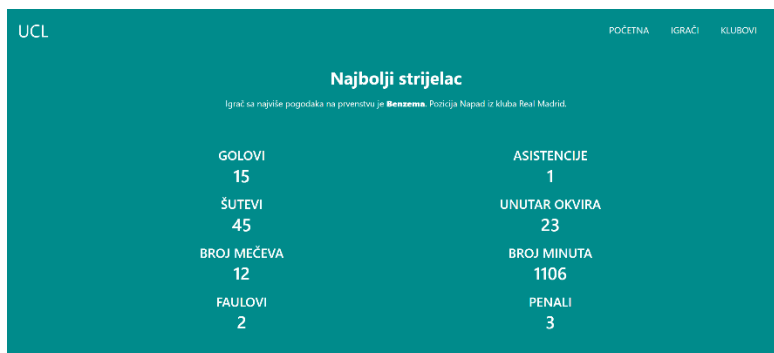 UCL
POČETNA IGRAČI KLUBOVI
Najbolji strijelac
Igrač sa najviše pogodaka na prvenstvu je Benzema. Pozicija Napad iz kluba Real Madrid.
GOLOVI ASISTENCIJE
15 1
ŠUTEVI UNUTAR OKVIRA
45 23
BROJ MEČEVA BROJ MINUTA
12 1106
FAULOVI PENALI
2 3